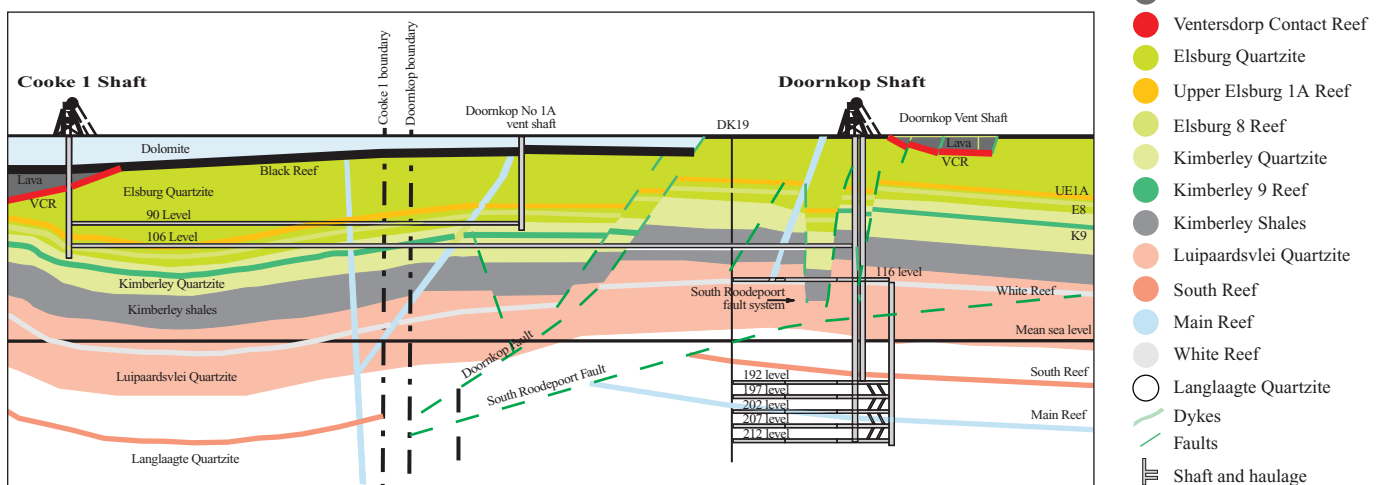 Cooke 1 Shaft
Cooke 1 boundary
Doornkop boundary
Doornkop No 1A
vent shaft
Doornkop Shaft
DK19
Doornkop Vent Shaft
Dolomite
Black Reef
Lava
VCR
Elsburg Quartzite
Lava
VCR
90 Level
106 Level
UE1A
E8
K9
Kimberley Quartzite
Kimberley shales
116 level
South Roodepoort
fault system
White Reef
Mean sea level
Luipaardsvlei Quartzite
Doornkop Fault
South Roodepoort Fault
192 level
197 level
202 level
207 level
212 level
South Reef
Main Reef
Langlaagte Quartzite
Ventersdorp Contact Reef
Elsburg Quartzite
Upper Elsburg 1A Reef
Elsburg 8 Reef
Kimberley Quartzite
Kimberley 9 Reef
Kimberley Shales
Luipaardsvlei Quartzite
South Reef
Main Reef
White Reef
Langlaagte Quartzite
Dykes
Faults
Shaft and haulage